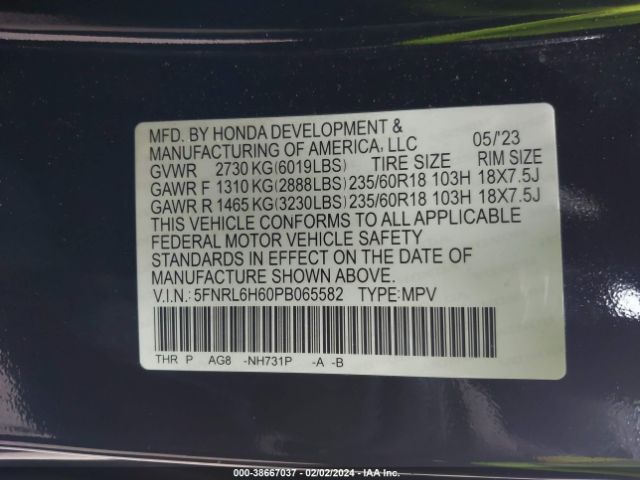 MFD. BY HONDA DEVELOPMENT &
MANUFACTURING OF AMERICA, LLC 05/'23
GVWR 2730 KG(6019LBS) TIRE SIZE RIM SIZE
GAWR F 1310 KG(2888LBS) 235/60R18 103H 18X7.5J
GAWR R 1465 KG(3230LBS) 235/60R18 103H 18X7.5J
THIS VEHICLE CONFORMS TO ALL APPLICABLE
FEDERAL MOTOR VEHICLE SAFETY
STANDARDS IN EFFECT ON THE DATE OF
MANUFACTURE SHOWN ABOVE.
V.I.N.: 5FNRL6H60PB065582 TYPE: MPV
THR P AG8 -NH731P -A -B
000-38667037 - 02/02/2024 - IAA Inc.